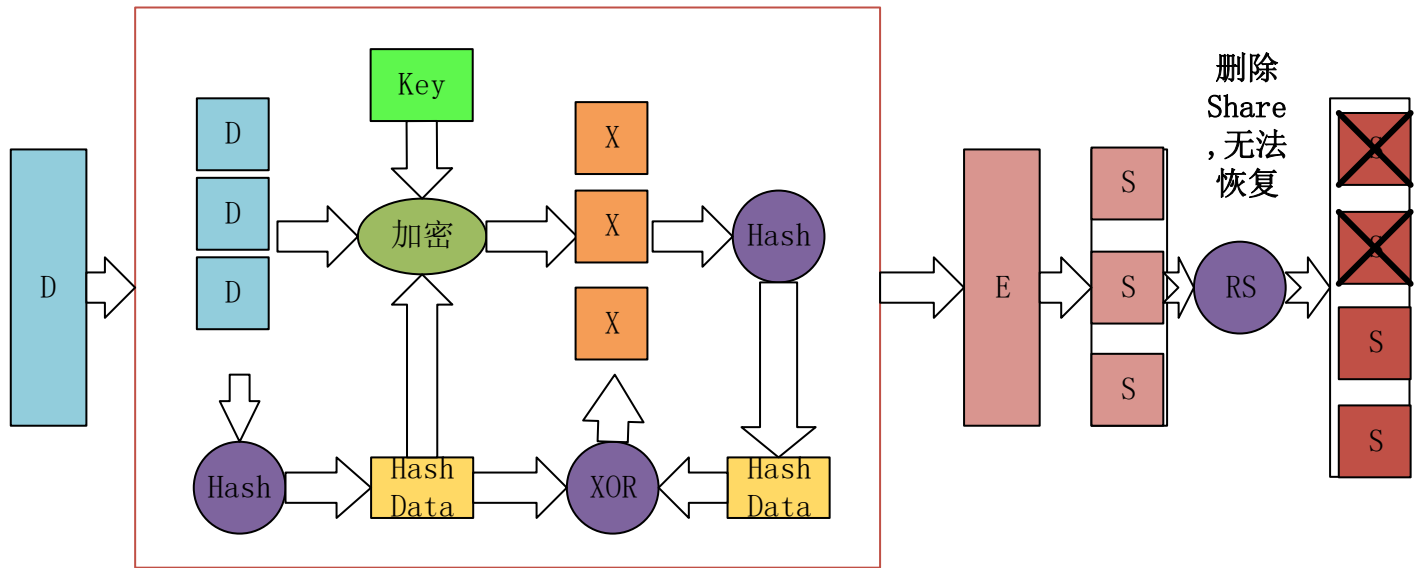 D
D
D
D
Key
加密
X
X
X
Hash
Hash
Hash
Data
XOR
Hash
Data
E
S
S
S
RS
删除
Share
,无法
恢复
S
S
S
S